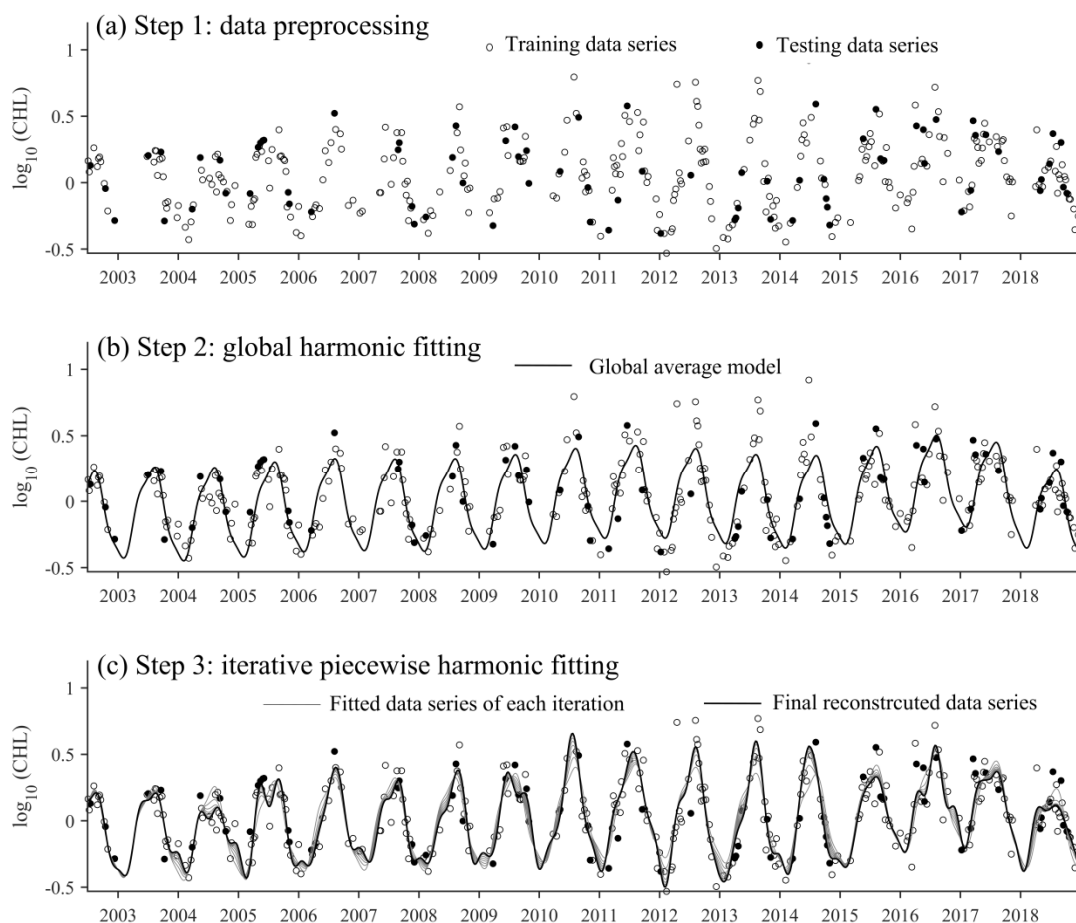 (a) Step 1: data preprocessing
Training data series
Testing data series
1
0.5
0
-0.5
log10 (CHL)
2003 2004 2005 2006 2007 2008 2009 2010 2011 2012 2013 2014 2015 2016 2017 2018
(b) Step 2: global harmonic fitting
Global average model
1
0.5
0
-0.5
log10 (CHL)
2003 2004 2005 2006 2007 2008 2009 2010 2011 2012 2013 2014 2015 2016 2017 2018
(c) Step 3: iterative piecewise harmonic fitting
Fitted data series of each iteration
Final reconstrcuted data series
1
0.5
0
-0.5
log10 (CHL)
2003 2004 2005 2006 2007 2008 2009 2010 2011 2012 2013 2014 2015 2016 2017 2018